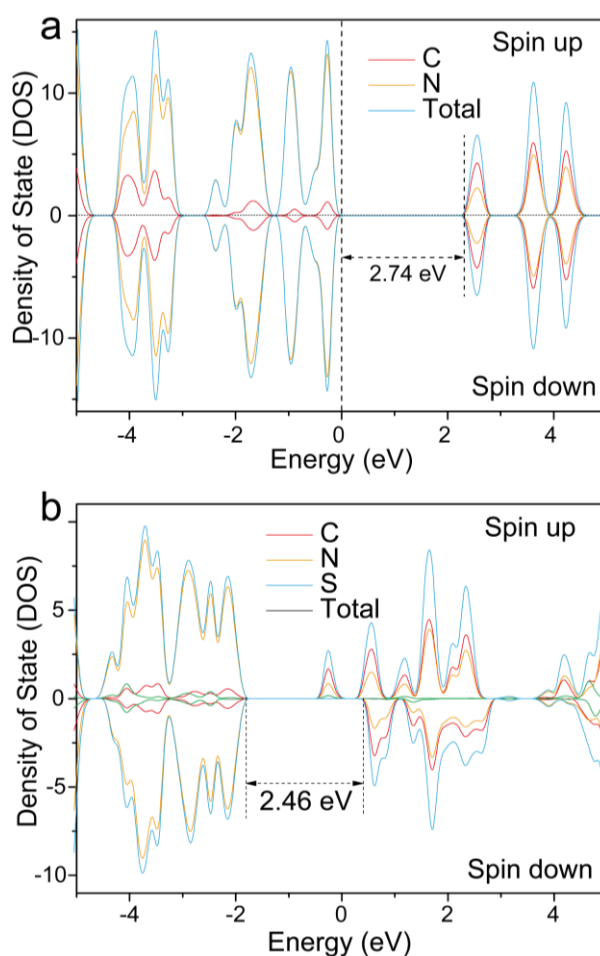 a
Spin up
C
N
Total
10
0
-10
Density of State (DOS)
2.74 eV
Spin down
-4
-2
0
2
4
Energy (eV)
b
Spin up
C
N
S
Total
5
0
-5
-10
Density of State (DOS)
2.46 eV
Spin down
-4
-2
0
2
4
Energy (eV)